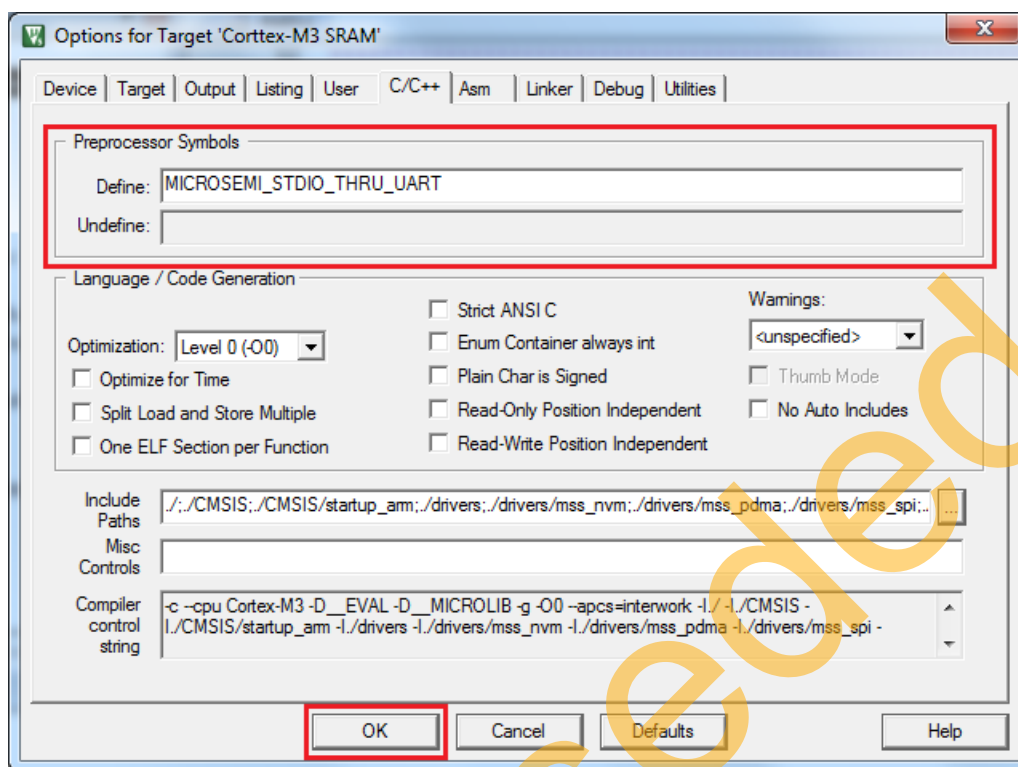 Options for Target 'Corttex-M3 SRAM'
Device Target Output Listing User C/C++ Asm Linker Debug Utilities
Preprocessor Symbols
Define: MICROSEMI_STDIO_THRU_UART
Undefine:
Language / Code Generation
Optimization: Level 0 (-O0)
Optimize for Time
Split Load and Store Multiple
One ELF Section per Function
Strict ANSI C
Enum Container always int
Plain Char is Signed
Read-Only Position Independent
Read-Write Position Independent
Warnings:
<unspecified>
Thumb Mode
No Auto Includes
Include Paths ./;./CMSIS;./CMSIS/startup_arm;./drivers;./drivers/mss_nvm;./drivers/mss_pdma;./drivers/mss_spi;.. ...
Misc Controls
Compiler control string
-c --cpu Cortex-M3 -D__EVAL -D__MICROLIB -g -O0 --apcs=interwork -I./ -I./CMSIS -
I./CMSIS/startup_arm -I./drivers -I./drivers/mss_nvm -I./drivers/mss_pdma -I./drivers/mss_spi -
OK Cancel Defaults Help
eded